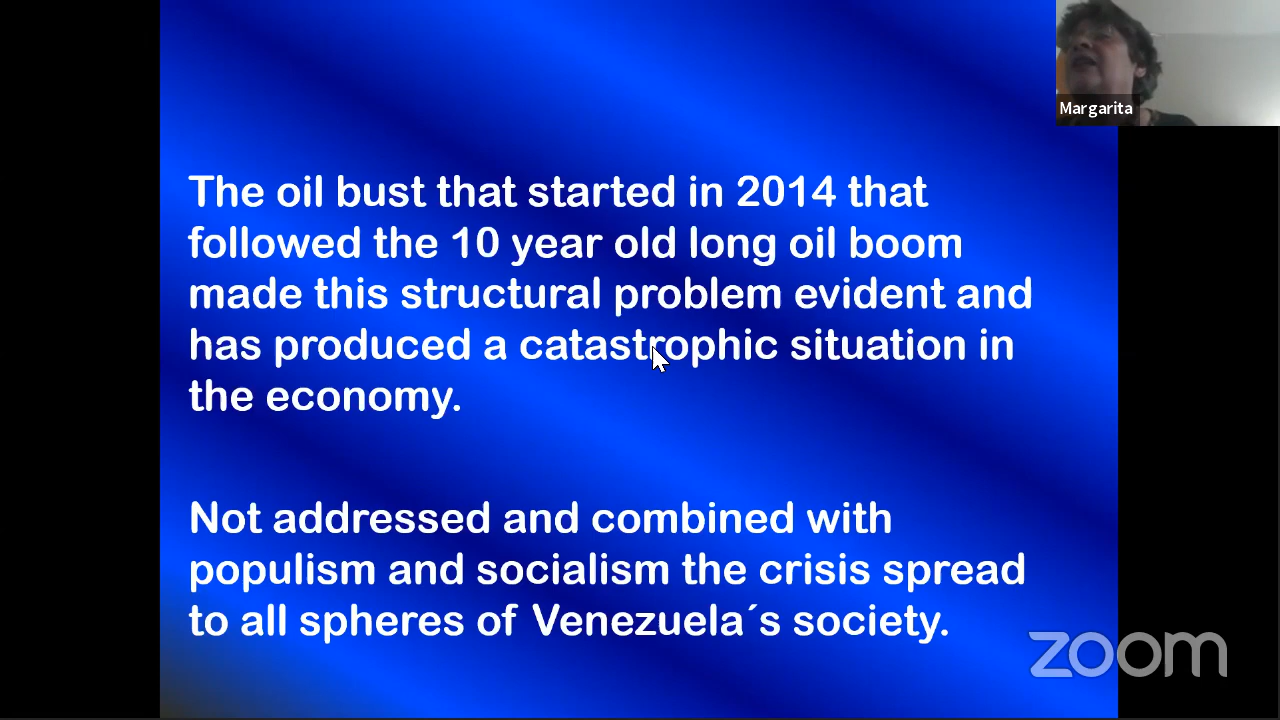 Margarita
The oil bust that started in 2014 that
followed the 10 year old long oil boom
made this structural problem evident and
has produced a catastrophic situation in
the economy.
Not addressed and combined with
populism and socialism the crisis spread
to all spheres of Venezuela´s society.
zoom